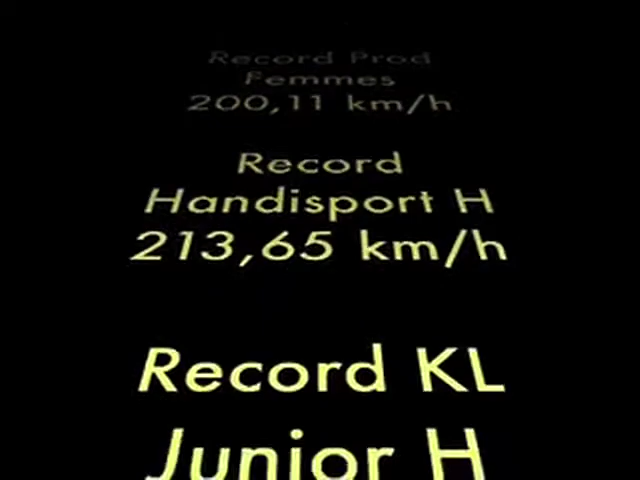 Record Prod
Femmes
200,11 km/h
Record
Handisport H
213,65 km/h
Record KL
Junior H